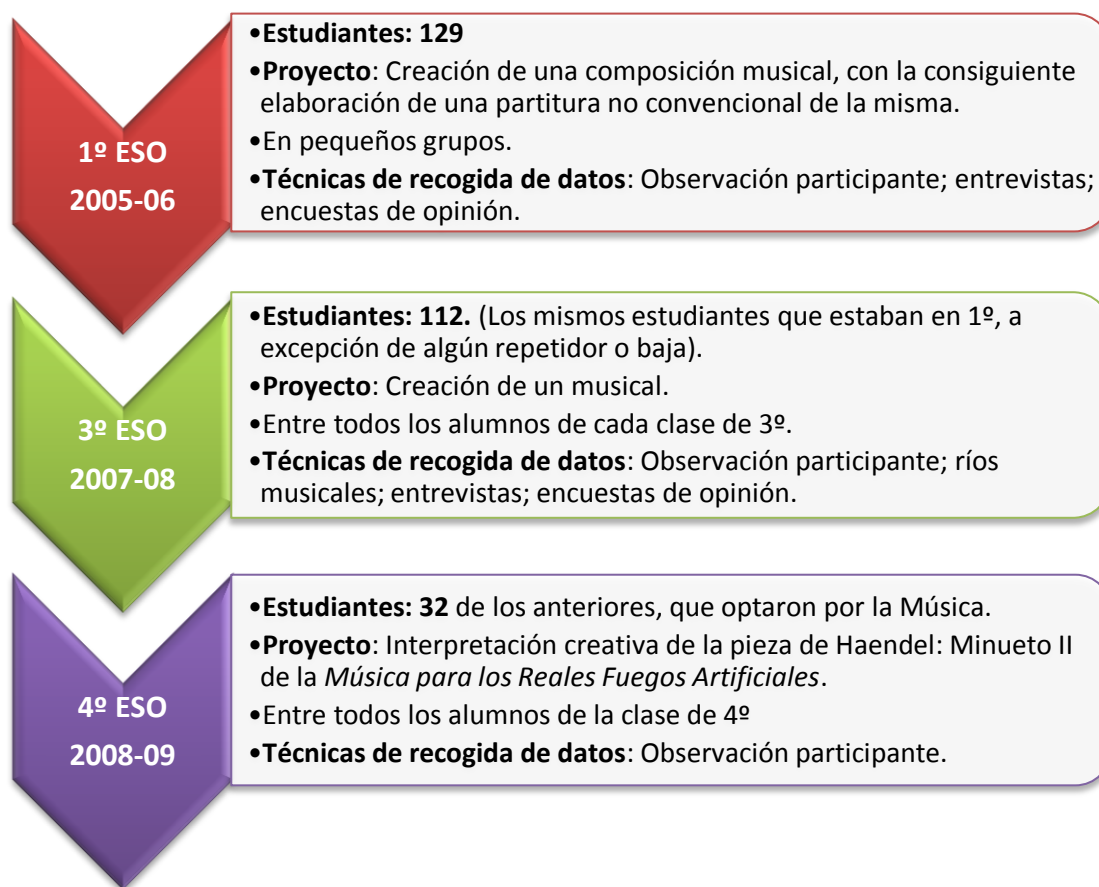 1º ESO
2005-06
•Estudiantes: 129
•Proyecto: Creación de una composición musical, con la consiguiente
elaboración de una partitura no convencional de la misma.
•En pequeños grupos.
•Técnicas de recogida de datos: Observación participante; entrevistas;
encuestas de opinión.
3º ESO
2007-08
•Estudiantes: 112. (Los mismos estudiantes que estaban en 1º, a
excepción de algún repetidor o baja).
•Proyecto: Creación de un musical.
•Entre todos los alumnos de cada clase de 3º.
•Técnicas de recogida de datos: Observación participante; ríos
musicales; entrevistas; encuestas de opinión.
4º ESO
2008-09
•Estudiantes: 32 de los anteriores, que optaron por la Música.
•Proyecto: Interpretación creativa de la pieza de Haendel: Minueto II
de la Música para los Reales Fuegos Artificiales.
•Entre todos los alumnos de la clase de 4º
•Técnicas de recogida de datos: Observación participante.